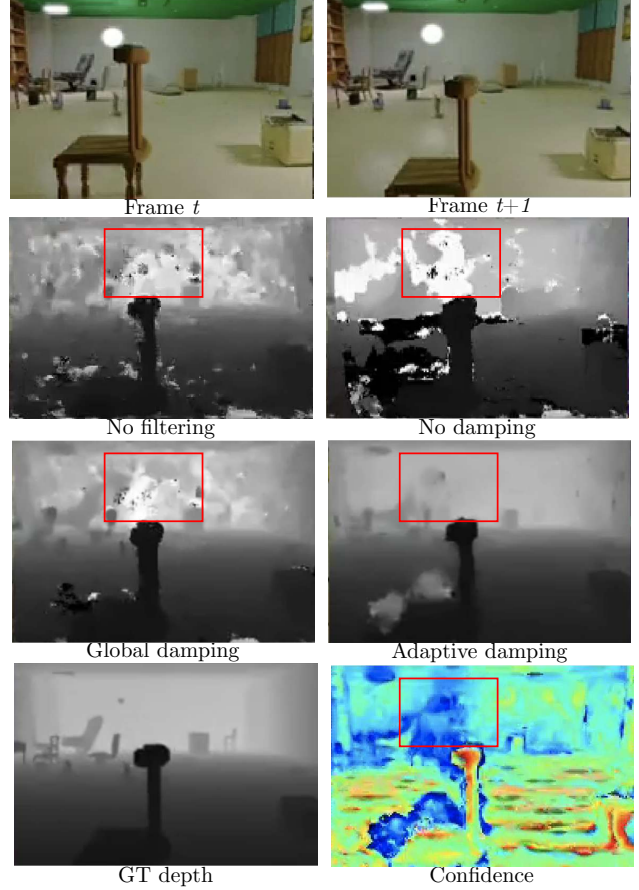 Frame t
Frame t+1
No filtering
No damping
Global damping
Adaptive damping
GT depth
Confidence